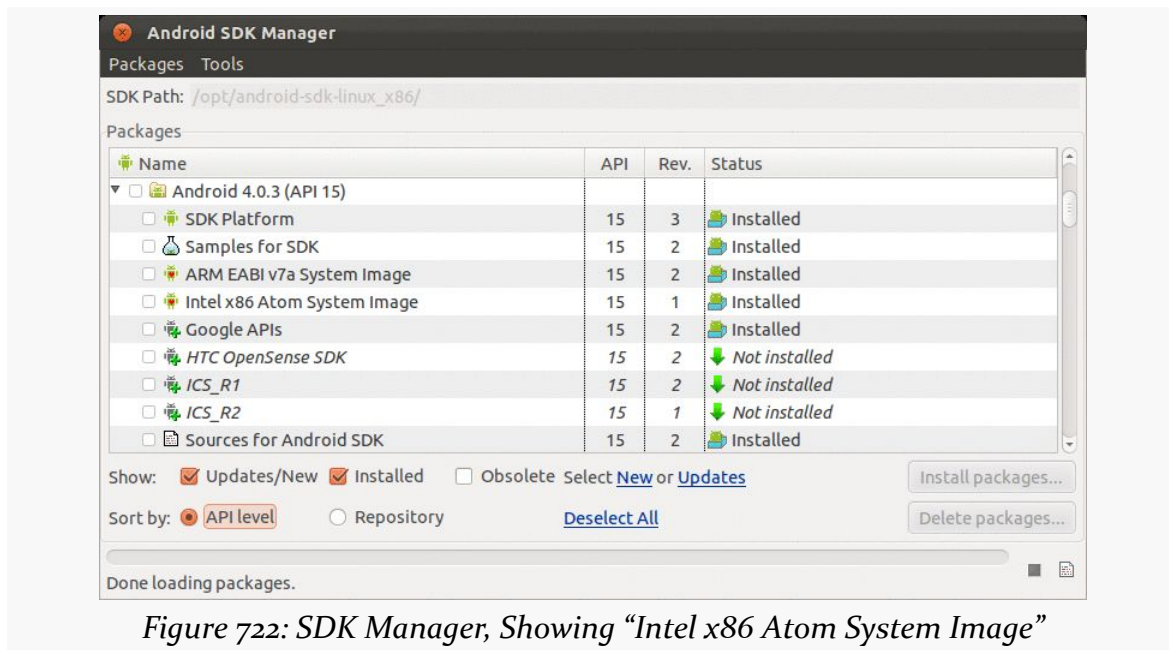 Android SDK Manager
Packages Tools
SDK Path: /opt/android-sdk-linux_x86/
Packages
Name API Rev. Status
Android 4.0.3 (API 15)
SDK Platform 15 3 Installed
Samples for SDK 15 2 Installed
ARM EABI v7a System Image 15 2 Installed
Intel x86 Atom System Image 15 1 Installed
Google APIs 15 2 Installed
HTC OpenSense SDK 15 2 Not installed
ICS_R1 15 2 Not installed
ICS_R2 15 1 Not installed
Sources for Android SDK 15 2 Installed
Show: Updates/New Installed Obsolete Select New or Updates Install packages...
Sort by: API level Repository Deselect All Delete packages...
Done loading packages.
Figure 722: SDK Manager, Showing “Intel x86 Atom System Image”